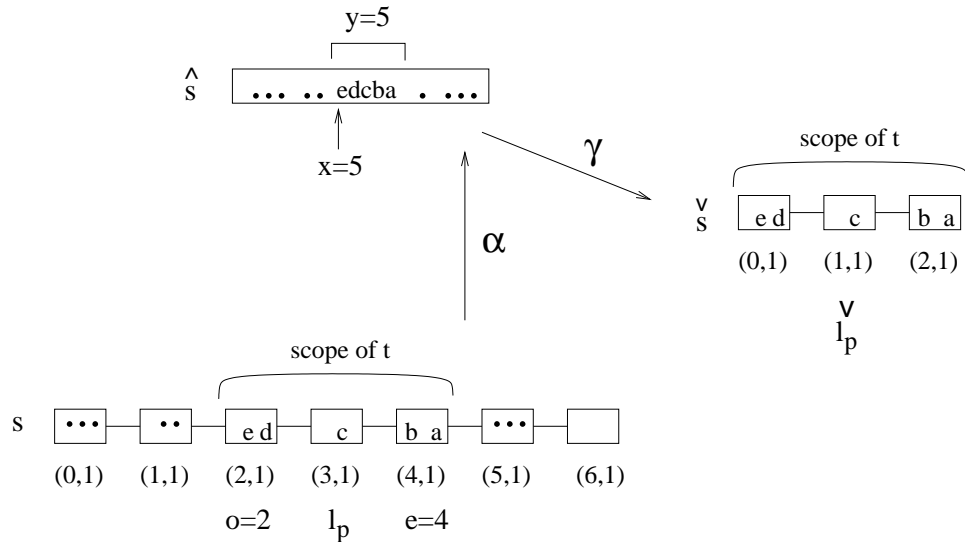 y=5
ŝ
••• •• edcba • •••
x=5
γ
α
scope of t
š
e d c b a
(0,1) (1,1) (2,1)
ľp
scope of t
s
••• •• e d c b a •••
(0,1) (1,1) (2,1) (3,1) (4,1) (5,1) (6,1)
o=2 lp e=4